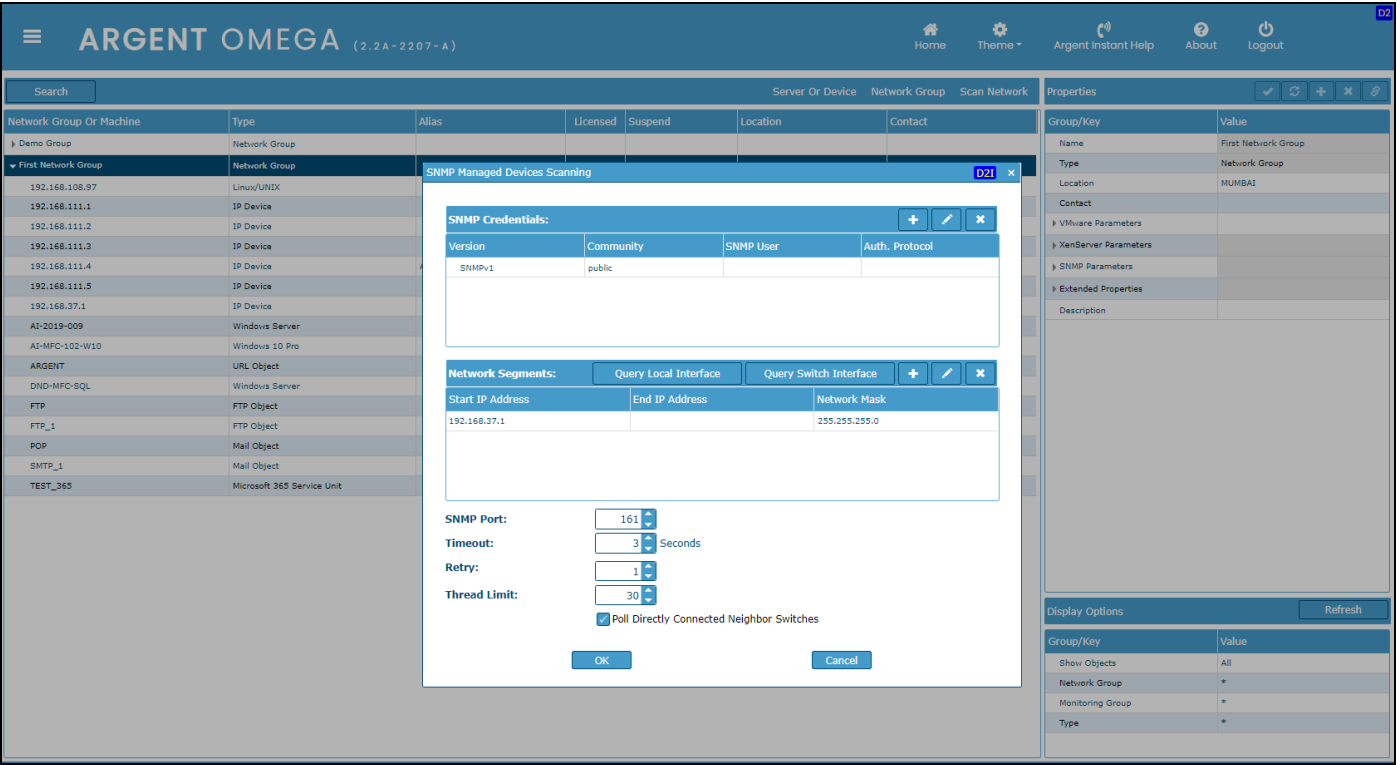 D2
ARGENT OMEGA (2.2A-2207-A)
Home Theme Argent Instant Help About Logout
Search Server Or Device Network Group Scan Network
Network Group Or Machine Type Alias Licensed Suspend Location Contact
Demo Group Network Group
First Network Group Network Group
192.168.108.97 Linux/UNIX
192.168.111.1 IP Device
192.168.111.2 IP Device
192.168.111.3 IP Device
192.168.111.4 IP Device
192.168.111.5 IP Device
192.168.37.1 IP Device
AI-2019-009 Windows Server
AI-MFC-102-W10 Windows 10 Pro
ARGENT URL Object
DND-MFC-SQL Windows Server
FTP FTP Object
FTP_1 FTP Object
POP Mail Object
SMTP_1 Mail Object
TEST_365 Microsoft 365 Service Unit
SNMP Managed Devices Scanning D2I
SNMP Credentials:
Version Community SNMP User Auth. Protocol
SNMPv1 public
Network Segments: Query Local Interface Query Switch Interface
Start IP Address End IP Address Network Mask
192.168.37.1 255.255.255.0
SNMP Port: 161
Timeout: 3 Seconds
Retry: 1
Thread Limit: 30
Poll Directly Connected Neighbor Switches
OK Cancel
Properties
Group/Key Value
Name First Network Group
Type Network Group
Location MUMBAI
Contact
VMware Parameters
XenServer Parameters
SNMP Parameters
Extended Properties
Description
Display Options Refresh
Group/Key Value
Show Objects All
Network Group *
Monitoring Group *
Type *